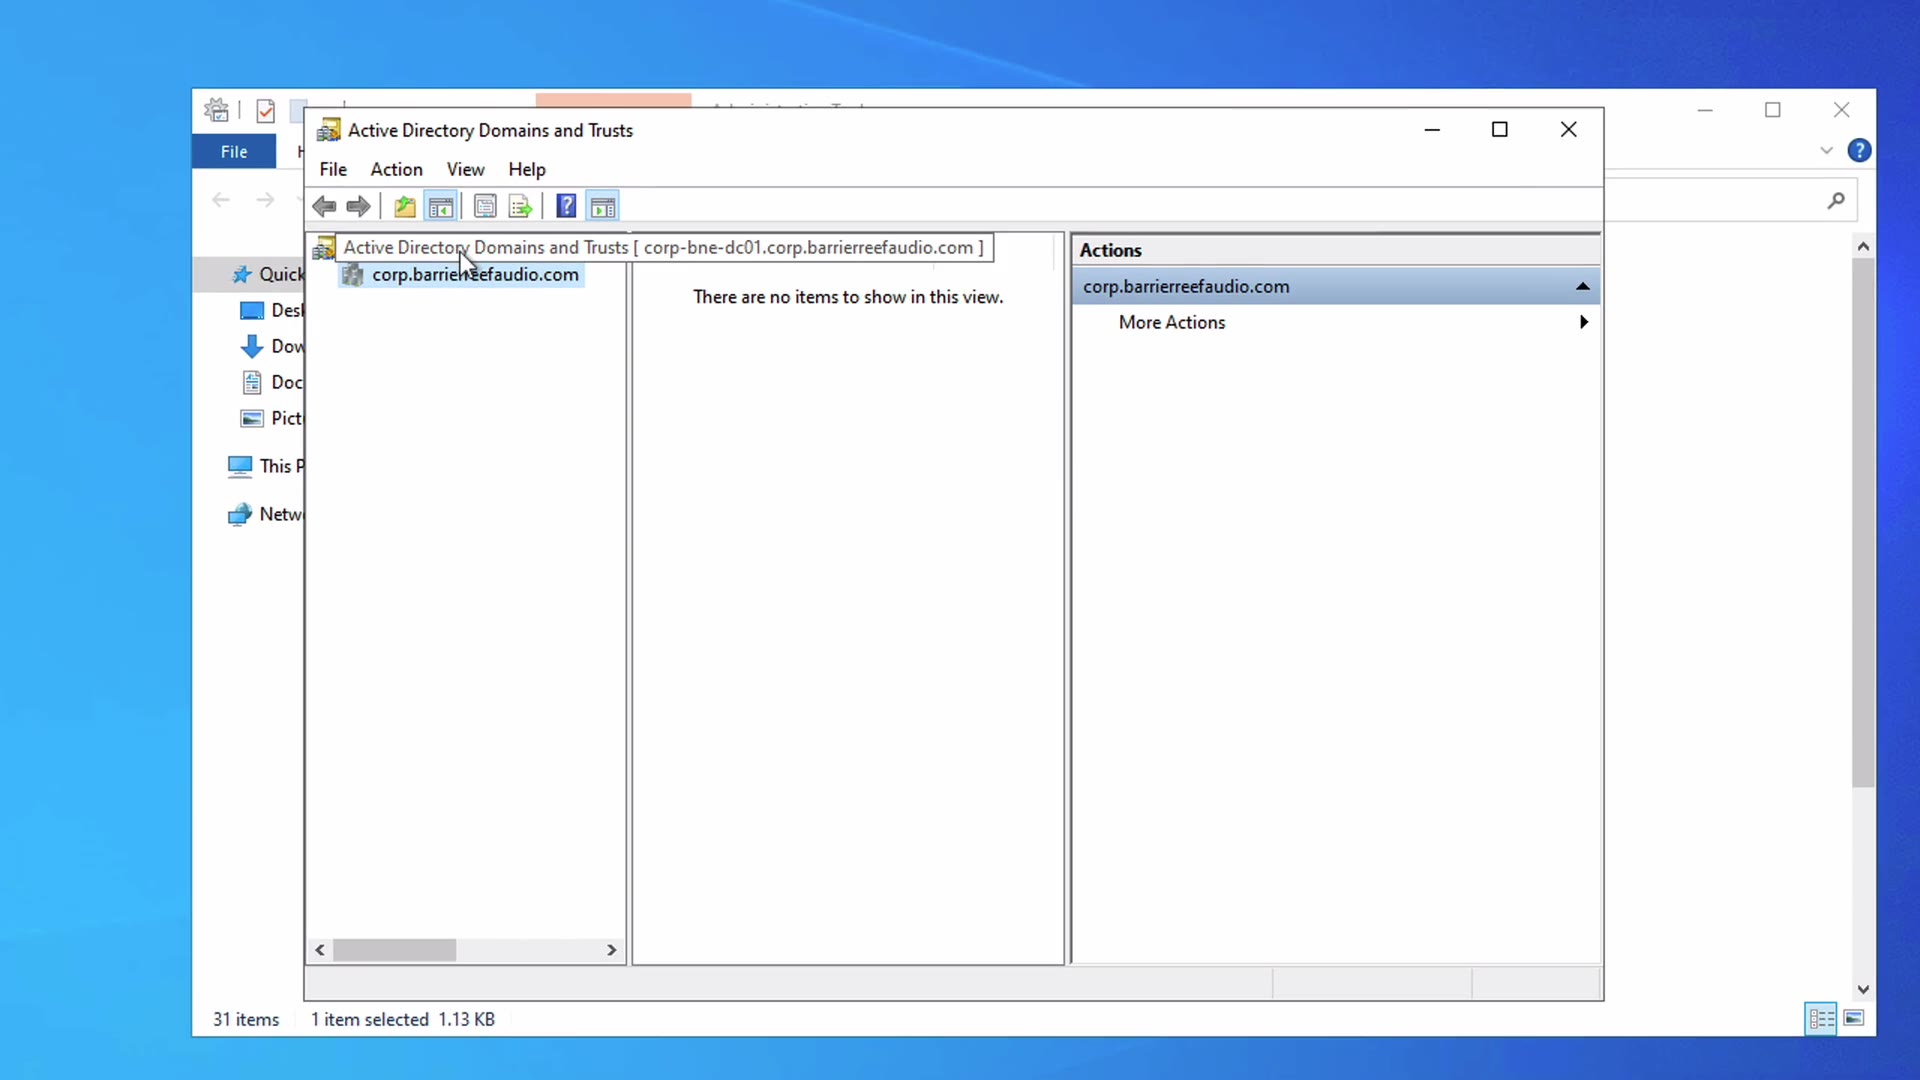 File
Active Directory Domains and Trusts
File Action View Help
Active Directory Domains and Trusts [ corp-bne-dc01.corp.barrierreefaudio.com ]
corp.barrierreefaudio.com
There are no items to show in this view.
Actions
corp.barrierreefaudio.com
More Actions
Quick
Desk
Dow
Doc
Pict
This P
Netw
31 items 1 item selected 1.13 KB